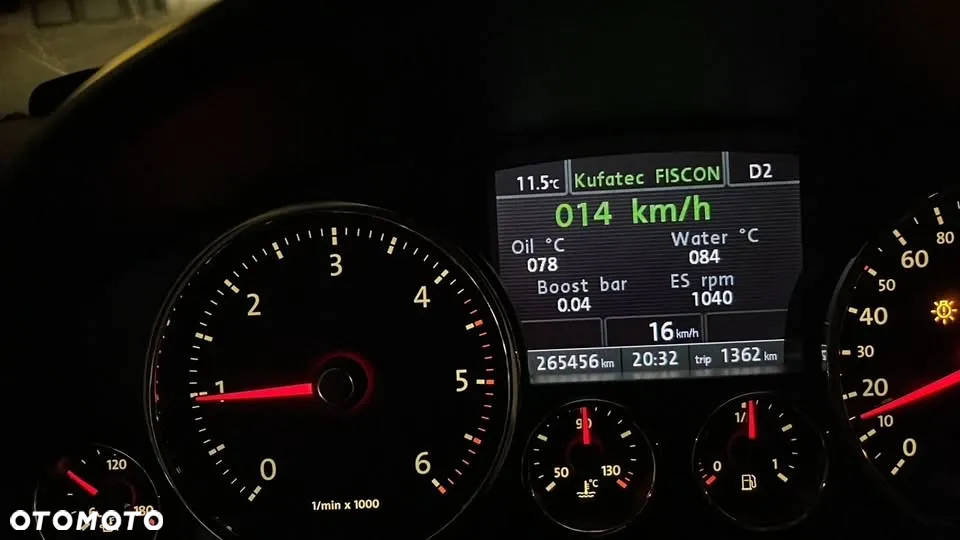 11.5°C Kufatec FISCON D2
014 km/h
Oil °C Water °C
078 084
Boost bar ES rpm
0.04 1040
16 km/h
265456 km 20:32 trip 1362 km
0 1 2 3 4 5 6
1/min x 1000
120
180
50 90 130
°C
0 1/2 1
0 10 20 30 40 50 60 80
OTOMOTO